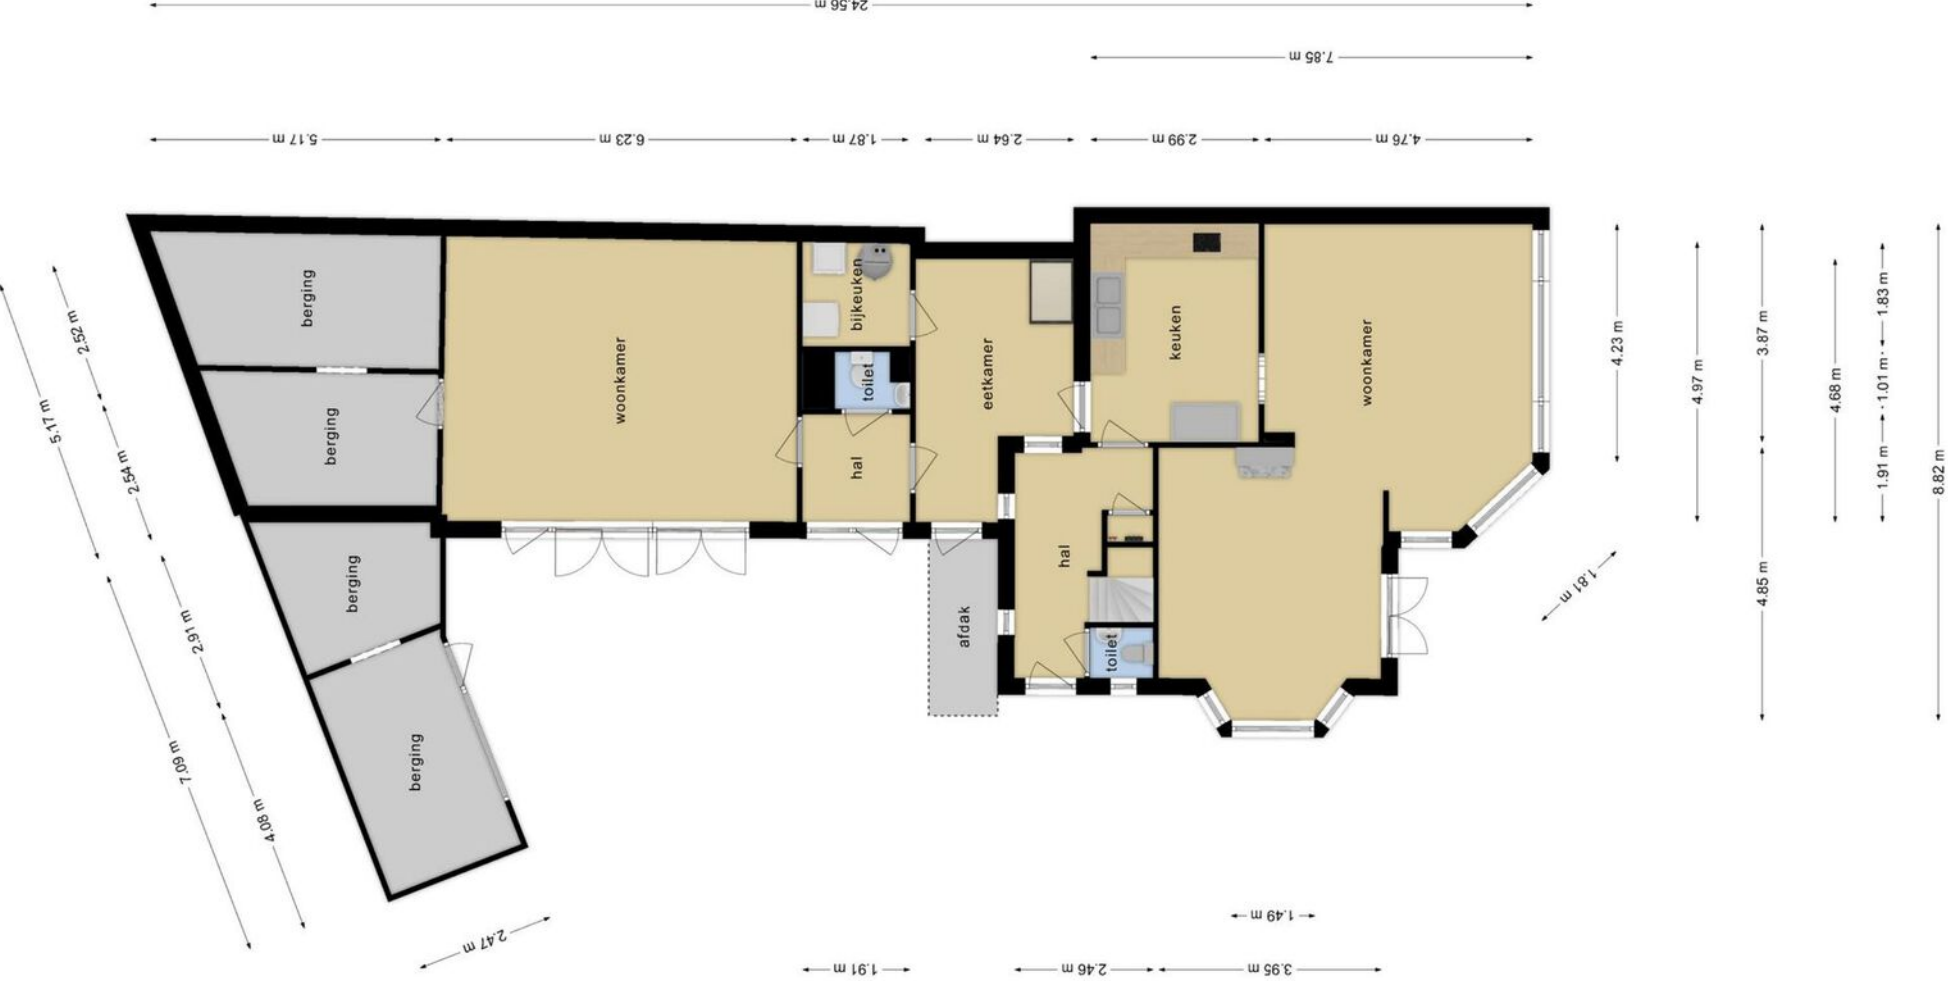 24.56 m
7.85 m
5.17 m
6.23 m
1.87 m
2.64 m
2.99 m
4.76 m
berging
berging
berging
berging
woonkamer
bijkeuken
toilet
hal
eetkamer
keuken
woonkamer
hal
toilet
afdak
5.17 m
2.52 m
2.54 m
2.91 m
7.09 m
4.08 m
2.47 m
4.23 m
4.97 m
3.87 m
4.85 m
4.68 m
1.83 m
1.01 m
1.91 m
8.82 m
1.81 m
1.49 m
1.91 m
2.46 m
3.95 m